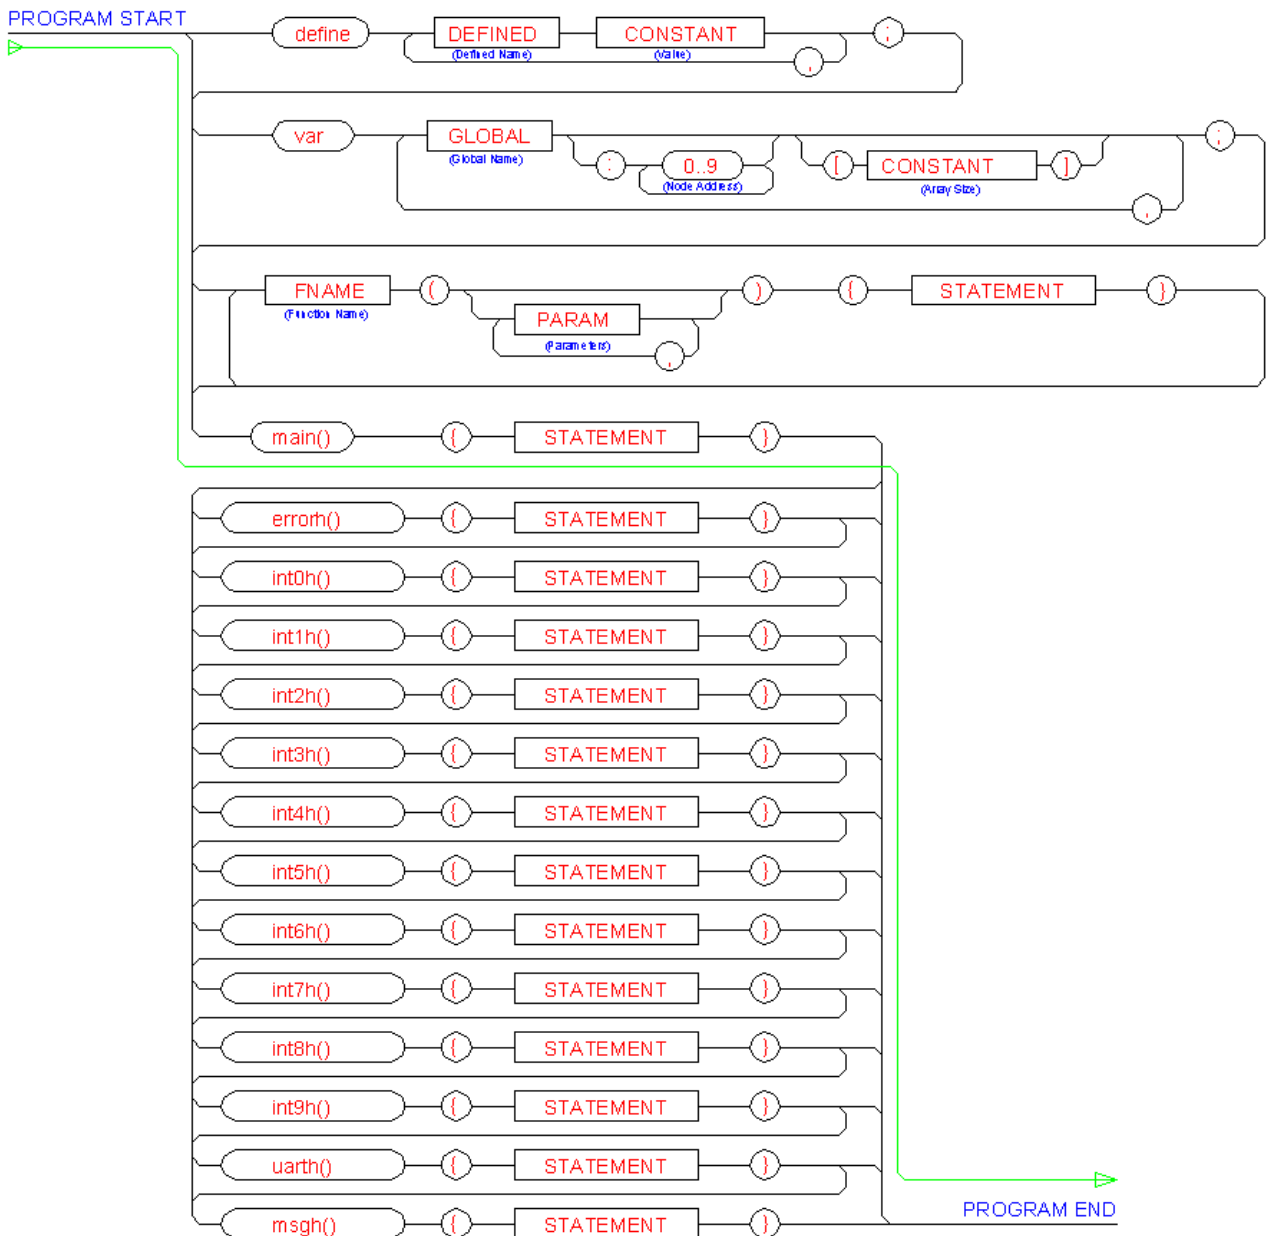 PROGRAM START
define DEFINED CONSTANT ;
(Defined Name) (Value)
,
var GLOBAL [ CONSTANT ] ;
(Global Name) : 0..9
(Node Address) (Array Size)
,
FNAME ( ) { STATEMENT }
(Function Name) PARAM
(Parameters) ,
main() { STATEMENT }
errorh() { STATEMENT }
int0h() { STATEMENT }
int1h() { STATEMENT }
int2h() { STATEMENT }
int3h() { STATEMENT }
int4h() { STATEMENT }
int5h() { STATEMENT }
int6h() { STATEMENT }
int7h() { STATEMENT }
int8h() { STATEMENT }
int9h() { STATEMENT }
uarth() { STATEMENT }
PROGRAM END
msgh() { STATEMENT }